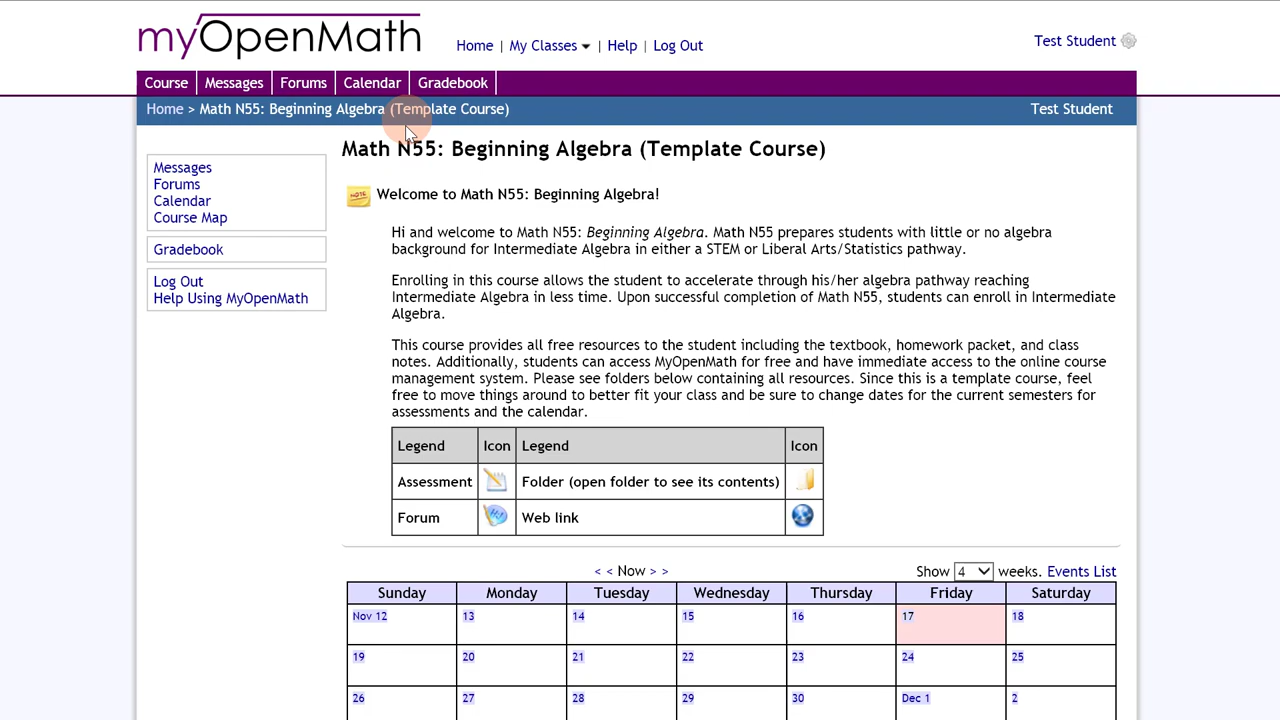 myOpenMath
Home | My Classes | Help | Log Out
Test Student
Course Messages Forums Calendar Gradebook
Home > Math N55: Beginning Algebra (Template Course)
Test Student
Messages
Forums
Calendar
Course Map
Gradebook
Log Out
Help Using MyOpenMath
Math N55: Beginning Algebra (Template Course)
NOTE
Welcome to Math N55: Beginning Algebra!
Hi and welcome to Math N55: Beginning Algebra. Math N55 prepares students with little or no algebra
background for Intermediate Algebra in either a STEM or Liberal Arts/Statistics pathway.
Enrolling in this course allows the student to accelerate through his/her algebra pathway reaching
Intermediate Algebra in less time. Upon successful completion of Math N55, students can enroll in Intermediate
Algebra.
This course provides all free resources to the student including the textbook, homework packet, and class
notes. Additionally, students can access MyOpenMath for free and have immediate access to the online course
management system. Please see folders below containing all resources. Since this is a template course, feel
free to move things around to better fit your class and be sure to change dates for the current semesters for
assessments and the calendar.
Legend Icon Legend Icon
Assessment Folder (open folder to see its contents)
Forum Web link
< < Now > >
Show 4 weeks. Events List
Sunday Monday Tuesday Wednesday Thursday Friday Saturday
Nov 12 13 14 15 16 17 18
19 20 21 22 23 24 25
26 27 28 29 30 Dec 1 2